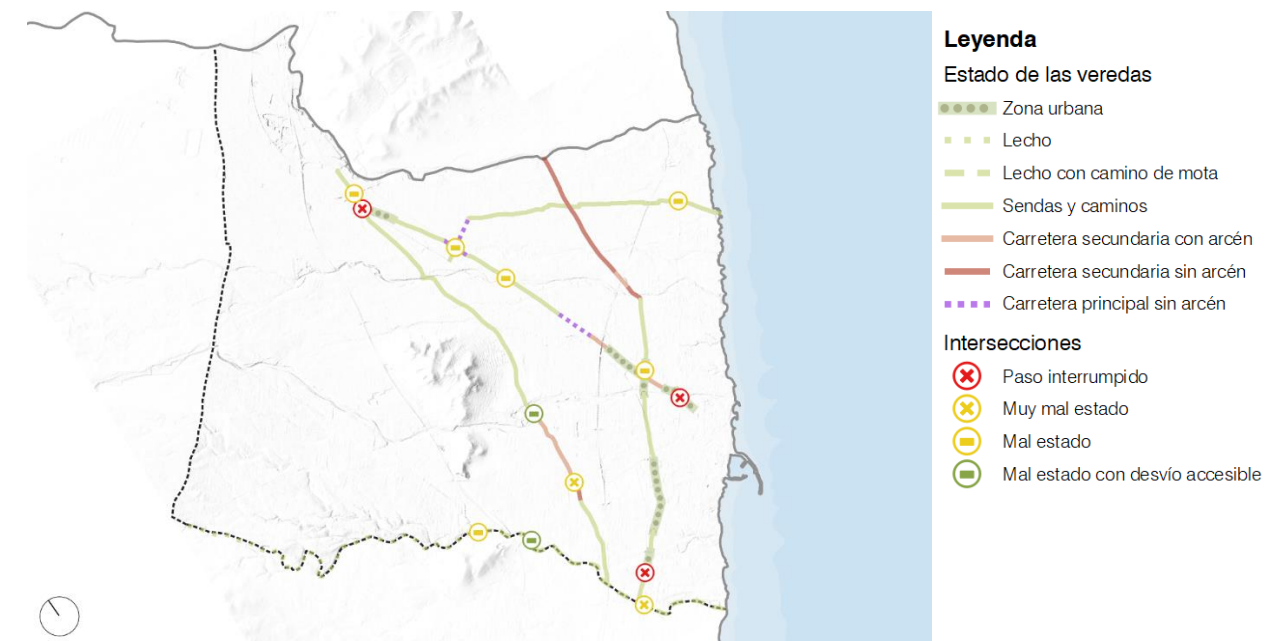 Leyenda
Estado de las veredas
Zona urbana
Lecho
Lecho con camino de mota
Sendas y caminos
Carretera secundaria con arcén
Carretera secundaria sin arcén
Carretera principal sin arcén
Intersecciones
Paso interrumpido
Muy mal estado
Mal estado
Mal estado con desvío accesible